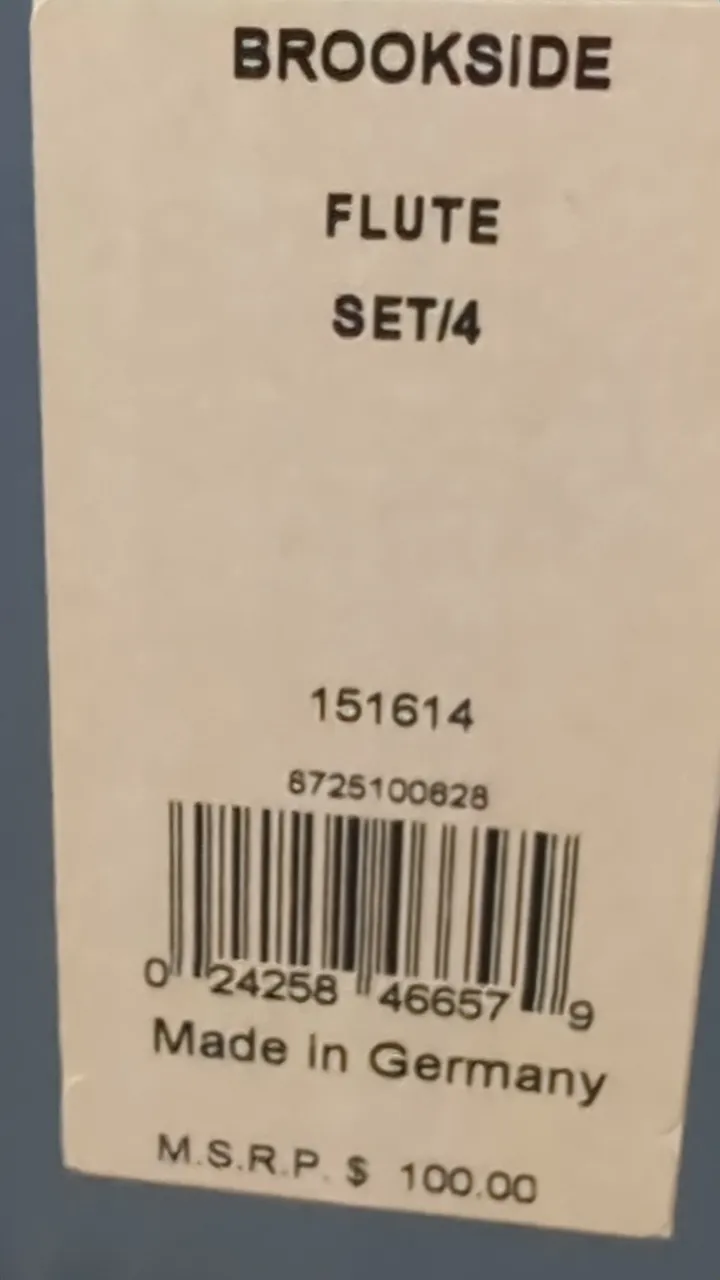 BROOKSIDE
FLUTE
SET/4
151614
8725100628
0 24258 46657 9
Made in Germany
M.S.R.P. $ 100.00